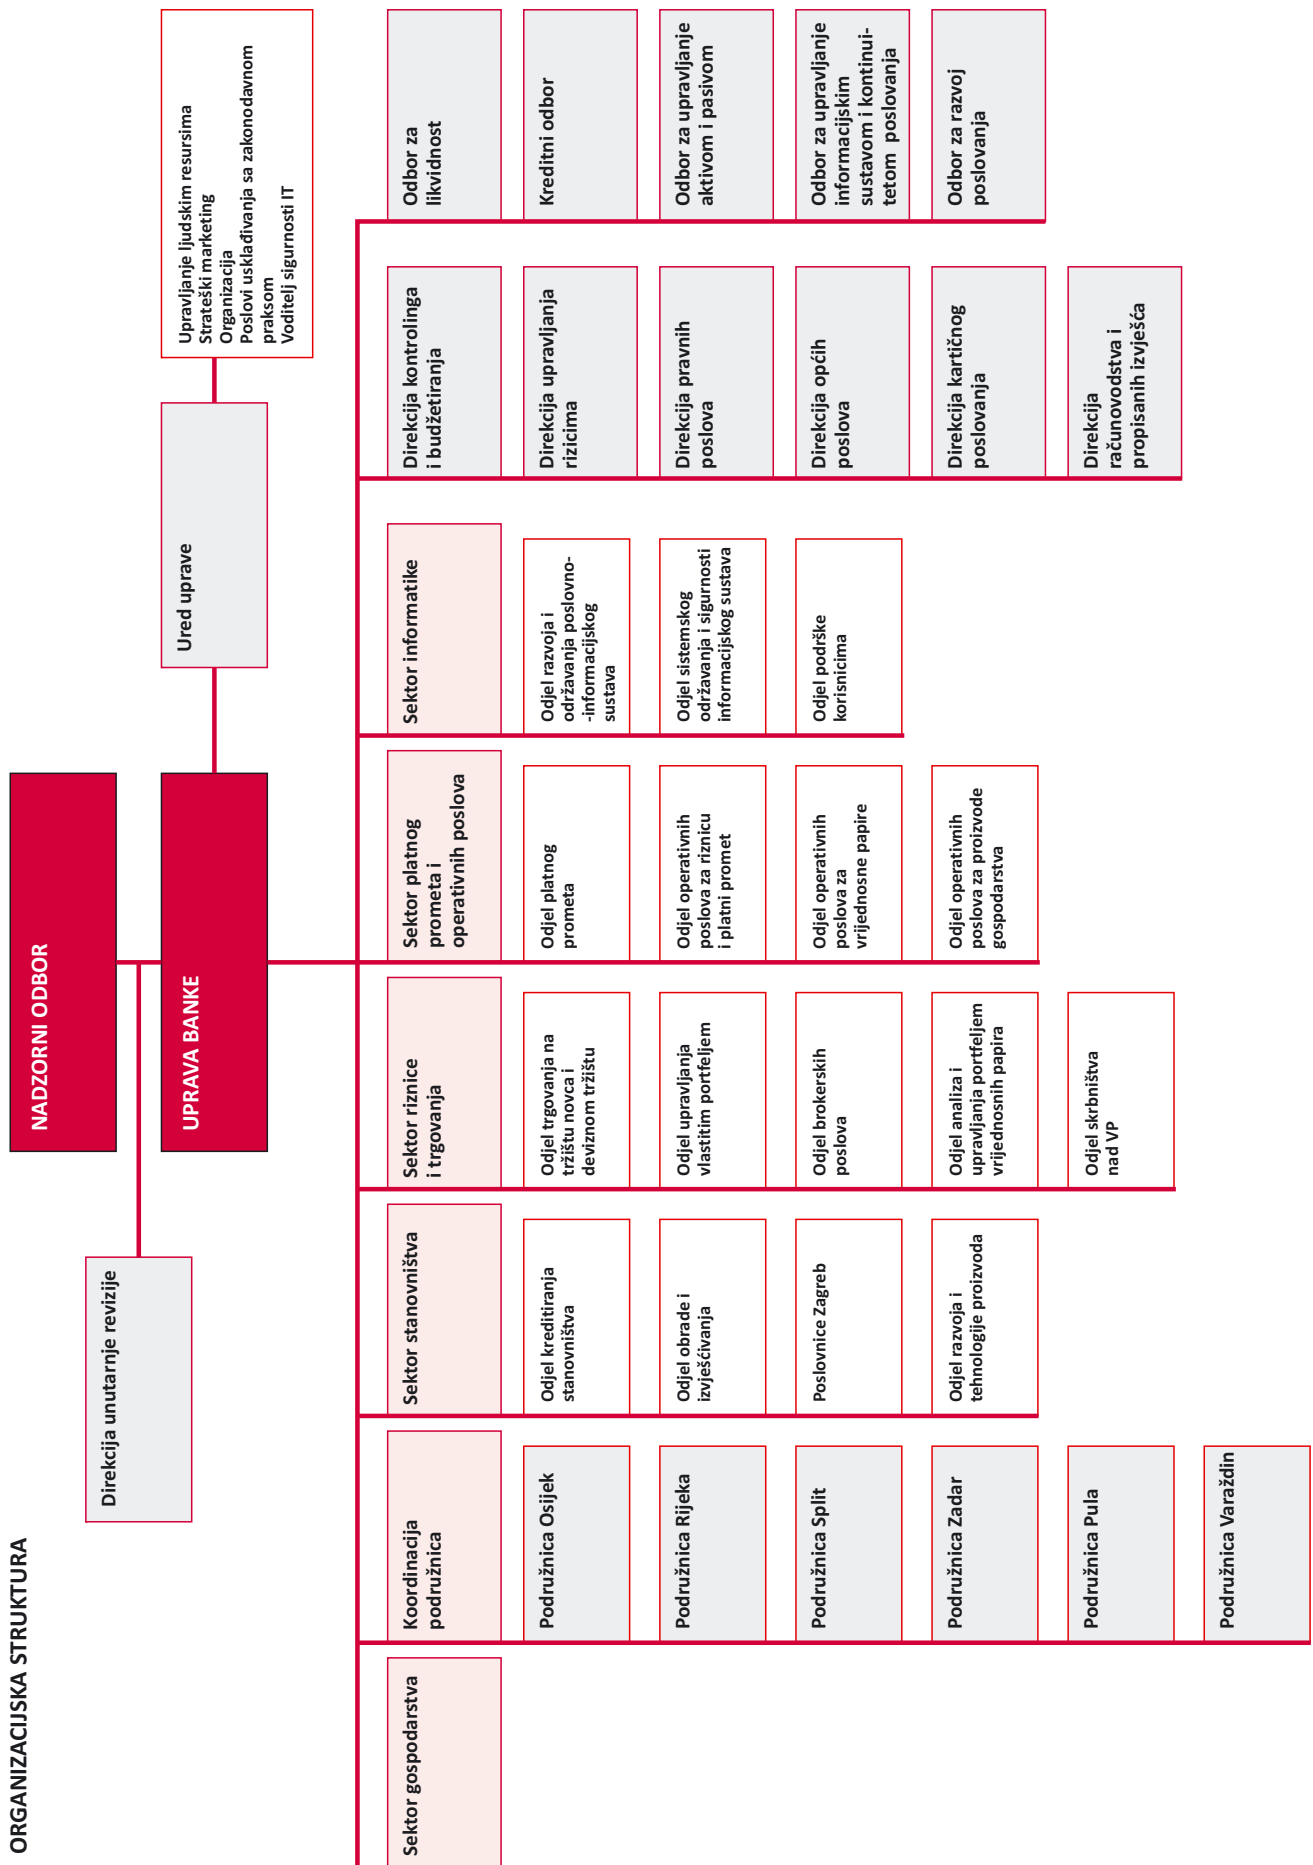 ORGANIZACIJSKA STRUKTURA
NADZORNI ODBOR
Direkcija unutarnje revizije
UPRAVA BANKE
Ured uprave
Upravljanje ljudskim resursima
Strateški marketing
Organizacija
Poslovi usklađivanja sa zakonodavnom
praksom
Voditelj sigurnosti IT
Sektor gospodarstva
Koordinacija
podružnica
Podružnica Osijek
Podružnica Rijeka
Podružnica Split
Podružnica Zadar
Podružnica Pula
Podružnica Varaždin
Sektor stanovništva
Odjel kreditiranja
stanovništva
Odjel obrade i
izvješćivanja
Poslovnice Zagreb
Odjel razvoja i
tehnologije proizvoda
Sektor riznice
i trgovanja
Odjel trgovanja na
tržištu novca i
deviznom tržištu
Odjel upravljanja
vlastitim portfeljem
Odjel brokerskih
poslova
Odjel analiza i
upravljanja portfeljem
vrijednosnih papira
Odjel skrbništva
nad VP
Sektor platnog
prometa i
operativnih poslova
Odjel platnog
prometa
Odjel operativnih
poslova za riznicu
i platni promet
Odjel operativnih
poslova za
vrijednosne papire
Odjel operativnih
poslova za proizvode
gospodarstva
Sektor informatike
Odjel razvoja i
održavanja poslovno-
-informacijskog
sustava
Odjel sistemskog
održavanja i sigurnosti
informacijskog sustava
Odjel podrške
korisnicima
Direkcija kontrolinga
i budžetiranja
Direkcija upravljanja
rizicima
Direkcija pravnih
poslova
Direkcija općih
poslova
Direkcija kartičnog
poslovanja
Direkcija
računovodstva i
propisanih izvješća
Odbor za
likvidnost
Kreditni odbor
Odbor za upravljanje
aktivom i pasivom
Odbor za upravljanje
informacijskim
sustavom i kontinui-
tetom poslovanja
Odbor za razvoj
poslovanja